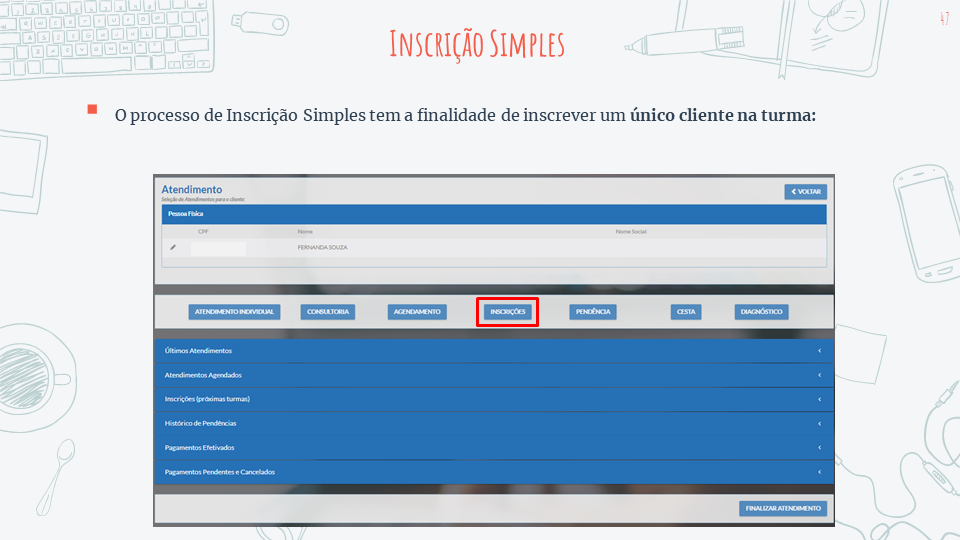 47
Inscrição Simples
O processo de Inscrição Simples tem a finalidade de inscrever um único cliente na turma:
Atendimento
Seleção de Atendimentos para o cliente:
VOLTAR
Pessoa Física
CPF Nome Nome Social
FERNANDA SOUZA
ATENDIMENTO INDIVIDUAL CONSULTORIA AGENDAMENTO INSCRIÇÕES PENDÊNCIA CESTA DIAGNÓSTICO
Últimos Atendimentos
Atendimentos Agendados
Inscrições (próximas turmas)
Histórico de Pendências
Pagamentos Efetivados
Pagamentos Pendentes e Cancelados
FINALIZAR ATENDIMENTO